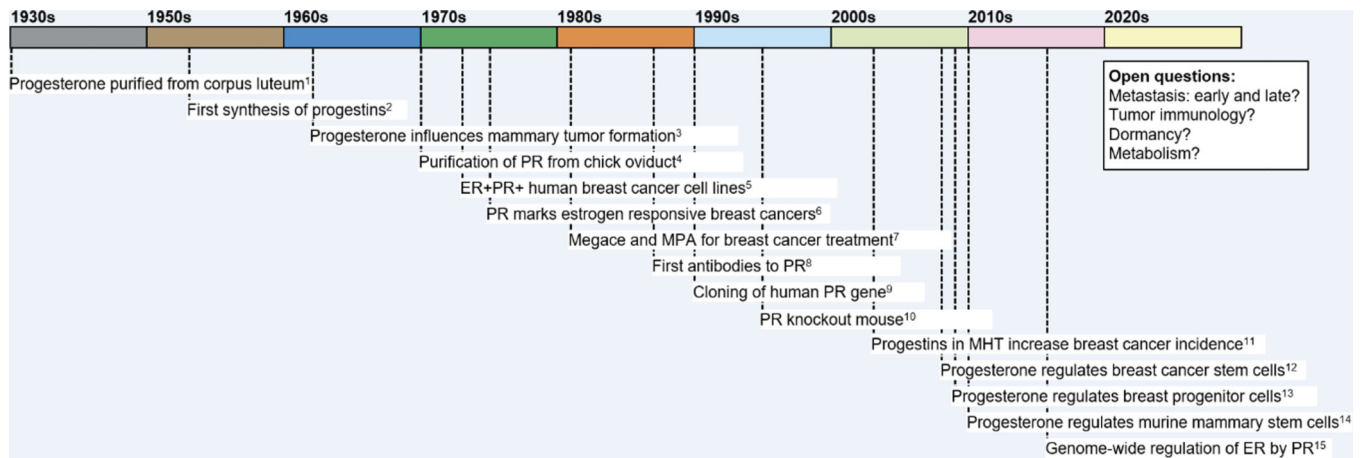 1930s 1950s 1960s 1970s 1980s 1990s 2000s 2010s 2020s
Progesterone purified from corpus luteum¹
First synthesis of progestins²
Progesterone influences mammary tumor formation³
Purification of PR from chick oviduct⁴
ER+PR+ human breast cancer cell lines⁵
PR marks estrogen responsive breast cancers⁶
Megace and MPA for breast cancer treatment⁷
First antibodies to PR⁸
Cloning of human PR gene⁹
PR knockout mouse¹⁰
Progestins in MHT increase breast cancer incidence¹¹
Progesterone regulates breast cancer stem cells¹²
Progesterone regulates breast progenitor cells¹³
Progesterone regulates murine mammary stem cells¹⁴
Genome-wide regulation of ER by PR¹⁵
Open questions:
Metastasis: early and late?
Tumor immunology?
Dormancy?
Metabolism?